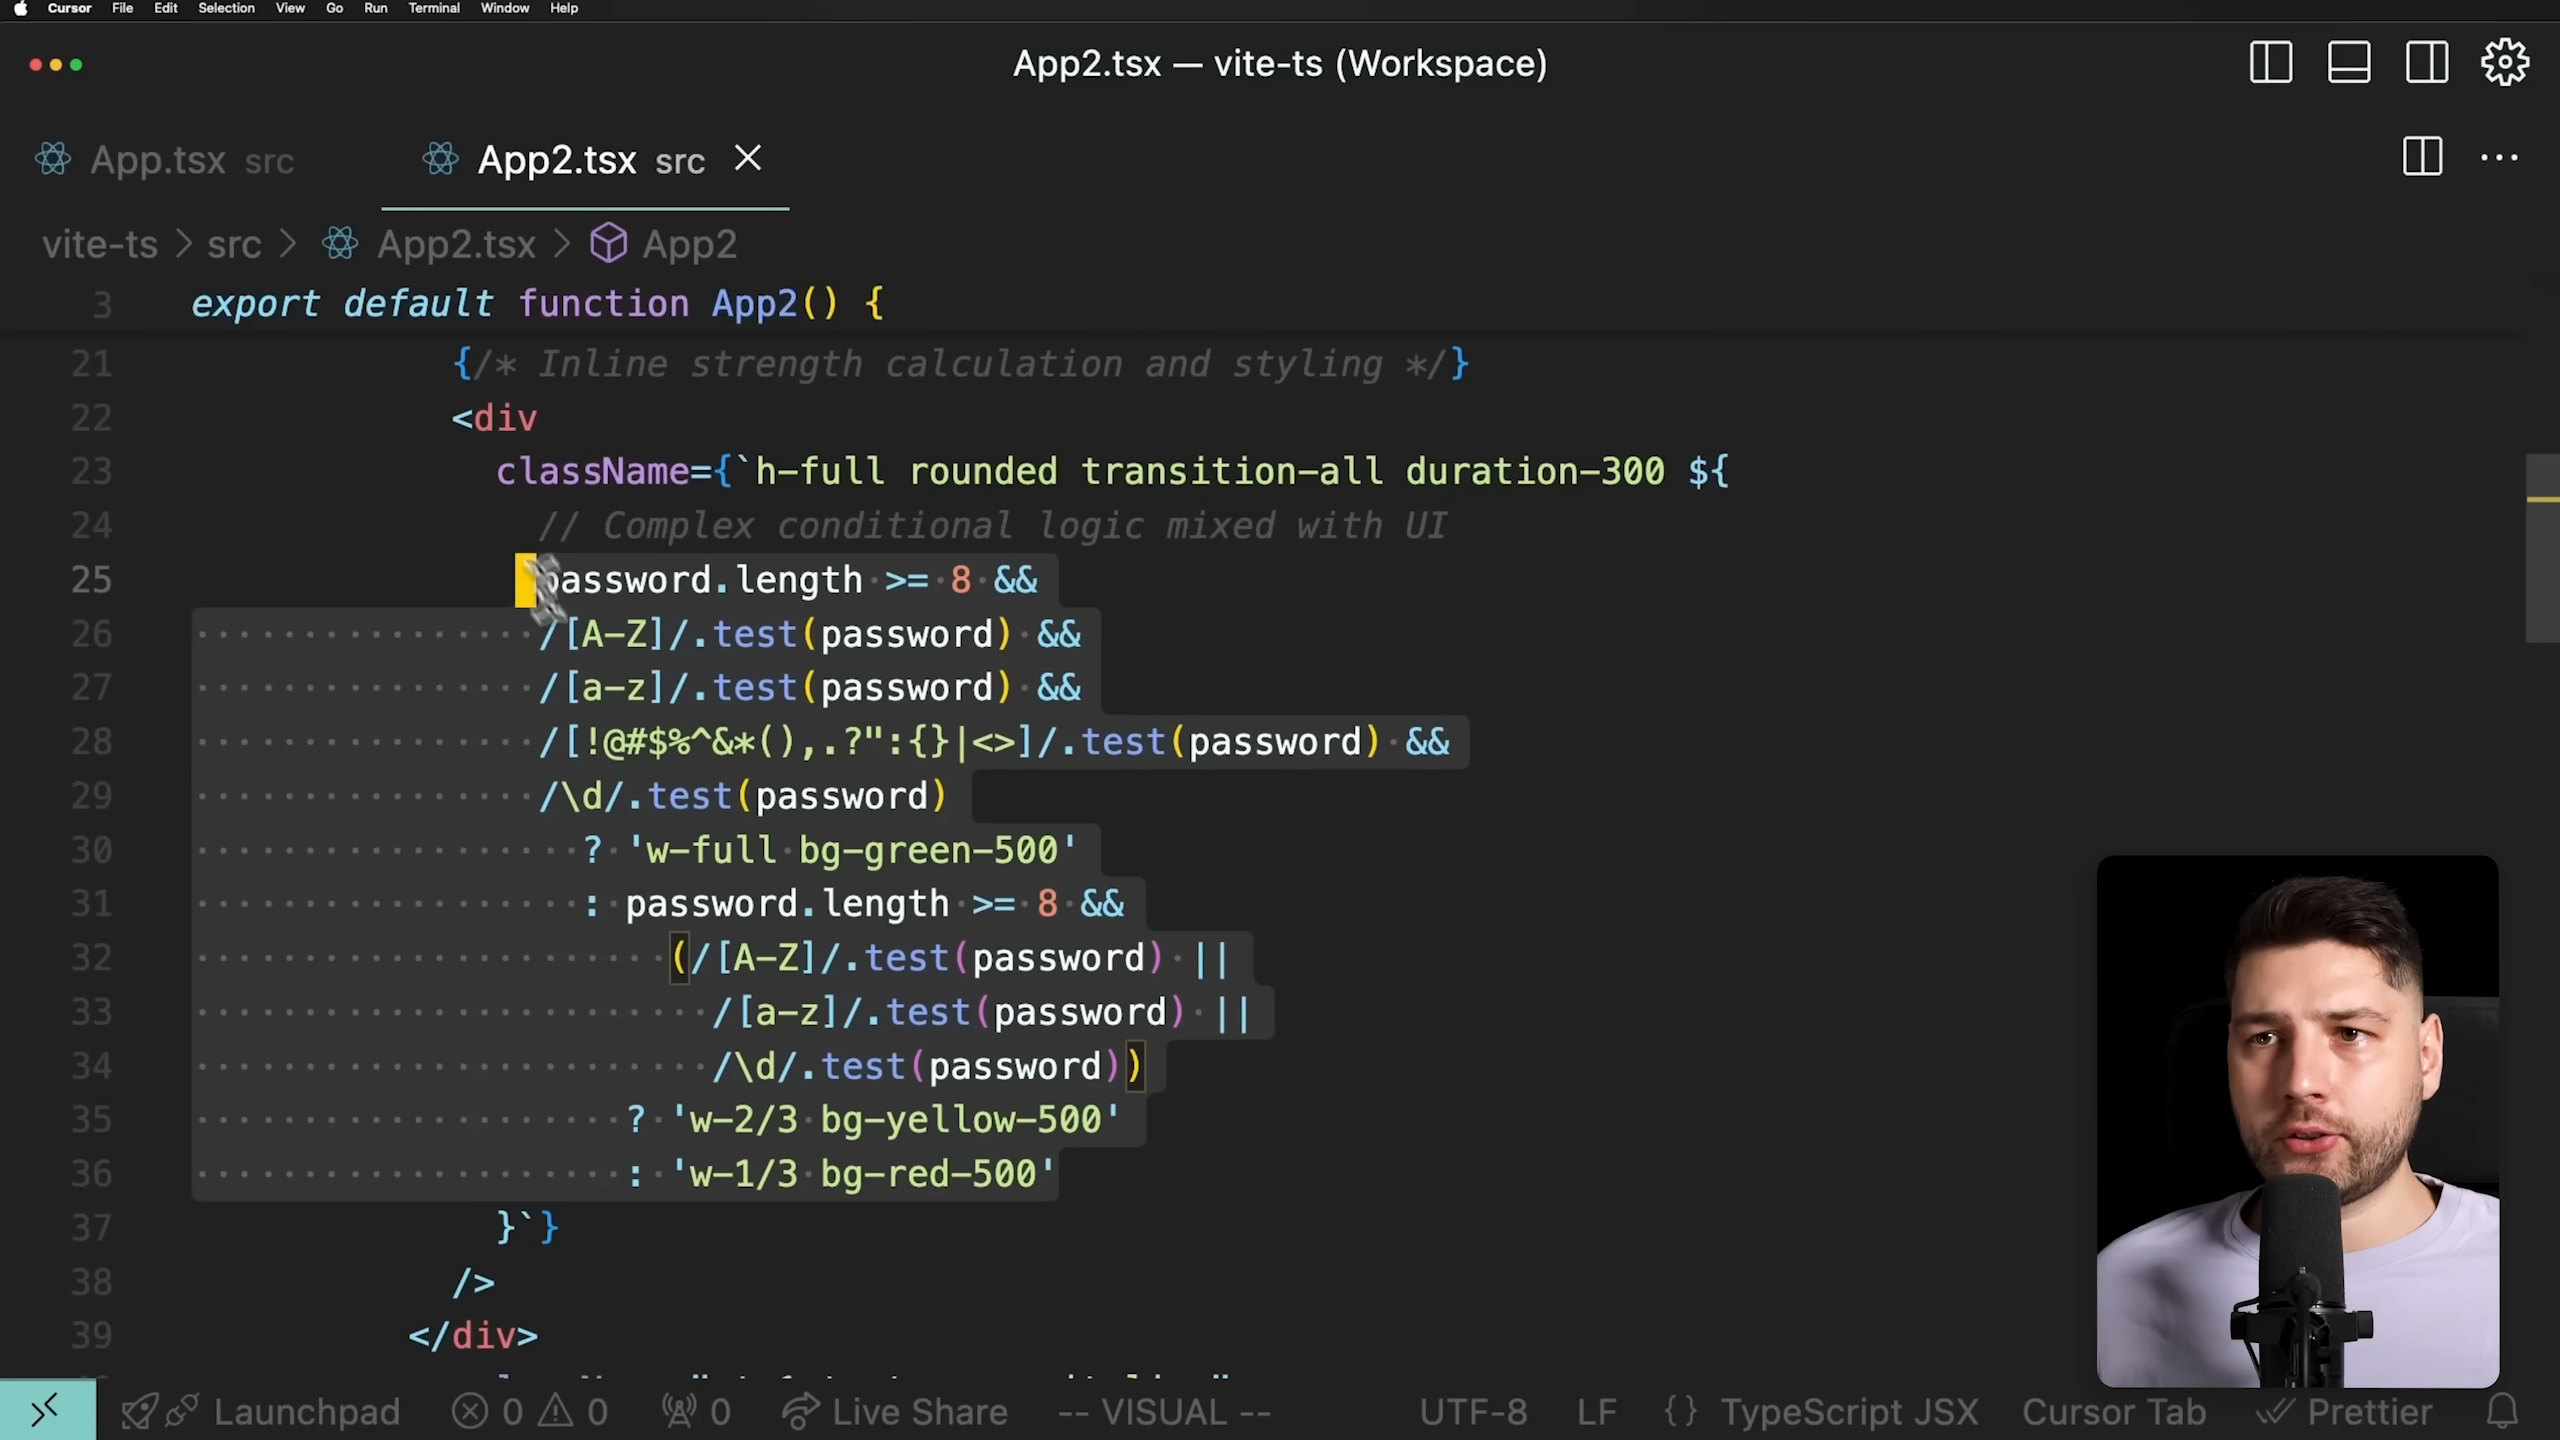 Cursor File Edit Selection View Go Run Terminal Window Help
App2.tsx — vite-ts (Workspace)
App.tsx src App2.tsx src
vite-ts > src > App2.tsx > App2
3 export default function App2() {
21 {/* Inline strength calculation and styling */}
22 <div
23 className={`h-full rounded transition-all duration-300 ${
24 // Complex conditional logic mixed with UI
25 password.length >= 8 &&
26 /[A-Z]/.test(password) &&
27 /[a-z]/.test(password) &&
28 /[!@#$%^&*(),.?":{}|<>]/.test(password) &&
29 /\d/.test(password)
30 ? 'w-full bg-green-500'
31 : password.length >= 8 &&
32 (/[A-Z]/.test(password) ||
33 /[a-z]/.test(password) ||
34 /\d/.test(password))
35 ? 'w-2/3 bg-yellow-500'
36 : 'w-1/3 bg-red-500'
37 }`}
38 />
39 </div>
Launchpad 0 0 0 Live Share -- VISUAL -- UTF-8 LF {} TypeScript JSX Cursor Tab Prettier